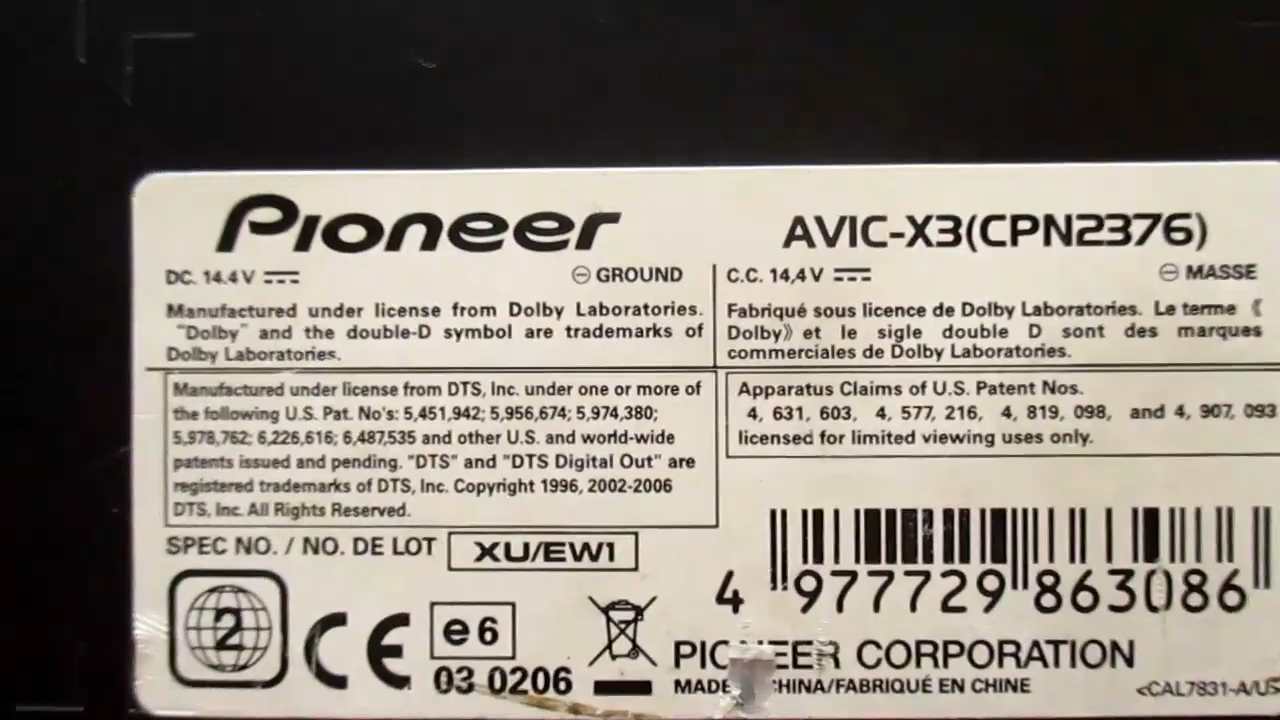 Pioneer
AVIC-X3(CPN2376)
DC. 14.4V
⊖ GROUND
C.C. 14,4V
⊖ MASSE
Manufactured under license from Dolby Laboratories.
"Dolby" and the double-D symbol are trademarks of
Dolby Laboratories.
Fabriqué sous licence de Dolby Laboratories. Le terme 《
Dolby》 et le sigle double D sont des marques
commerciales de Dolby Laboratories.
Manufactured under license from DTS, Inc. under one or more of
the following U.S. Pat. No's: 5,451,942; 5,956,674; 5,974,380;
5,978,762; 6,226,616; 6,487,535 and other U.S. and world-wide
patents issued and pending. "DTS" and "DTS Digital Out" are
registered trademarks of DTS, Inc. Copyright 1996, 2002-2006
DTS, Inc. All Rights Reserved.
Apparatus Claims of U.S. Patent Nos.
4, 631, 603, 4, 577, 216, 4, 819, 098, and 4, 907, 093
licensed for limited viewing uses only.
SPEC NO. / NO. DE LOT XU/EW1
4 977729 863086
2
CE
e6
03 0206
PIONEER CORPORATION
MADE CHINA/FABRIQUÉ EN CHINE
<CAL7831-A/US